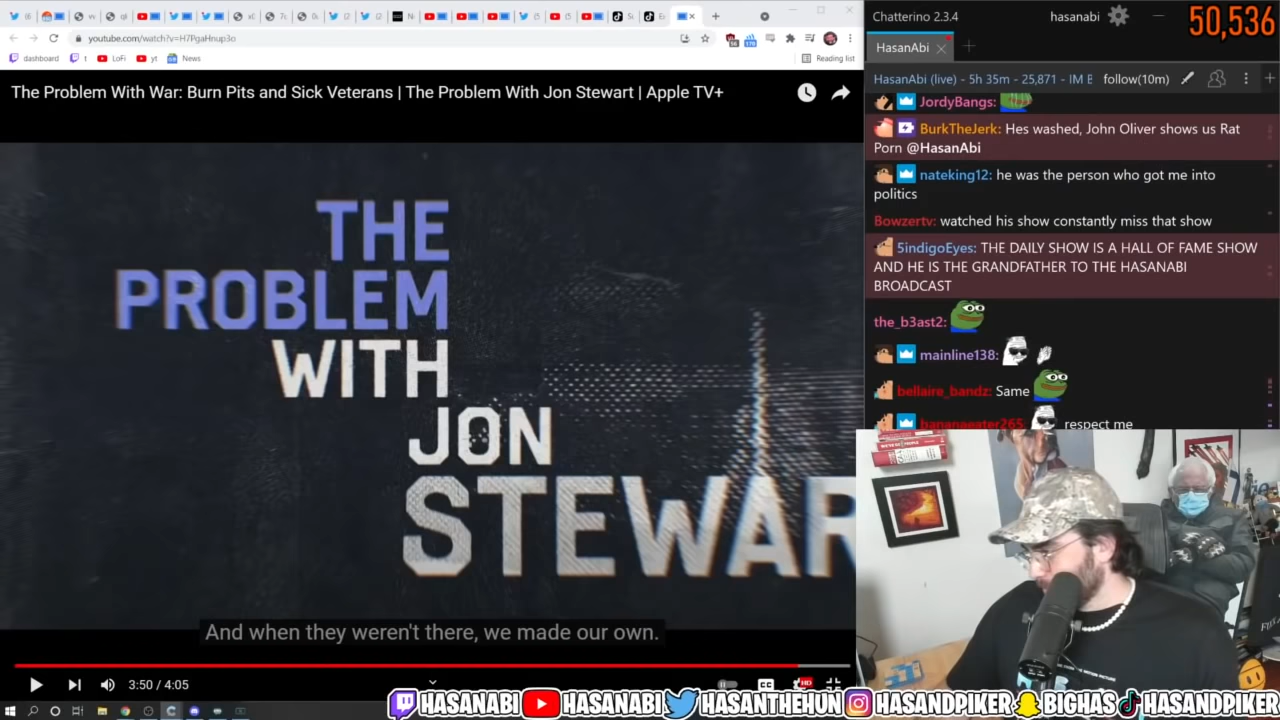 youtube.com/watch?v=H7PgaHnup3o
dashboard
t
LoFi
yt
News
Reading list
The Problem With War: Burn Pits and Sick Veterans | The Problem With Jon Stewart | Apple TV+
THE
PROBLEM
WITH
JON
STEWAR
And when they weren't there, we made our own.
3:50 / 4:05
CC
HD
Chatterino 2.3.4
hasanabi
50,536
HasanAbi
HasanAbi (live) - 5h 35m - 25,871 - IM B
follow(10m)
JordyBangs:
BurkTheJerk: Hes washed, John Oliver shows us Rat
Porn @HasanAbi
nateking12: he was the person who got me into
politics
Bowzertv: watched his show constantly miss that show
5indigoEyes: THE DAILY SHOW IS A HALL OF FAME SHOW
AND HE IS THE GRANDFATHER TO THE HASANABI
BROADCAST
the_b3ast2:
mainline138:
bellaire_bandz: Same
bananaeater265: respect me
HASANABI HASANABI HASANTHEHUN HASANDPIKER BIGHAS HASANDPIKER